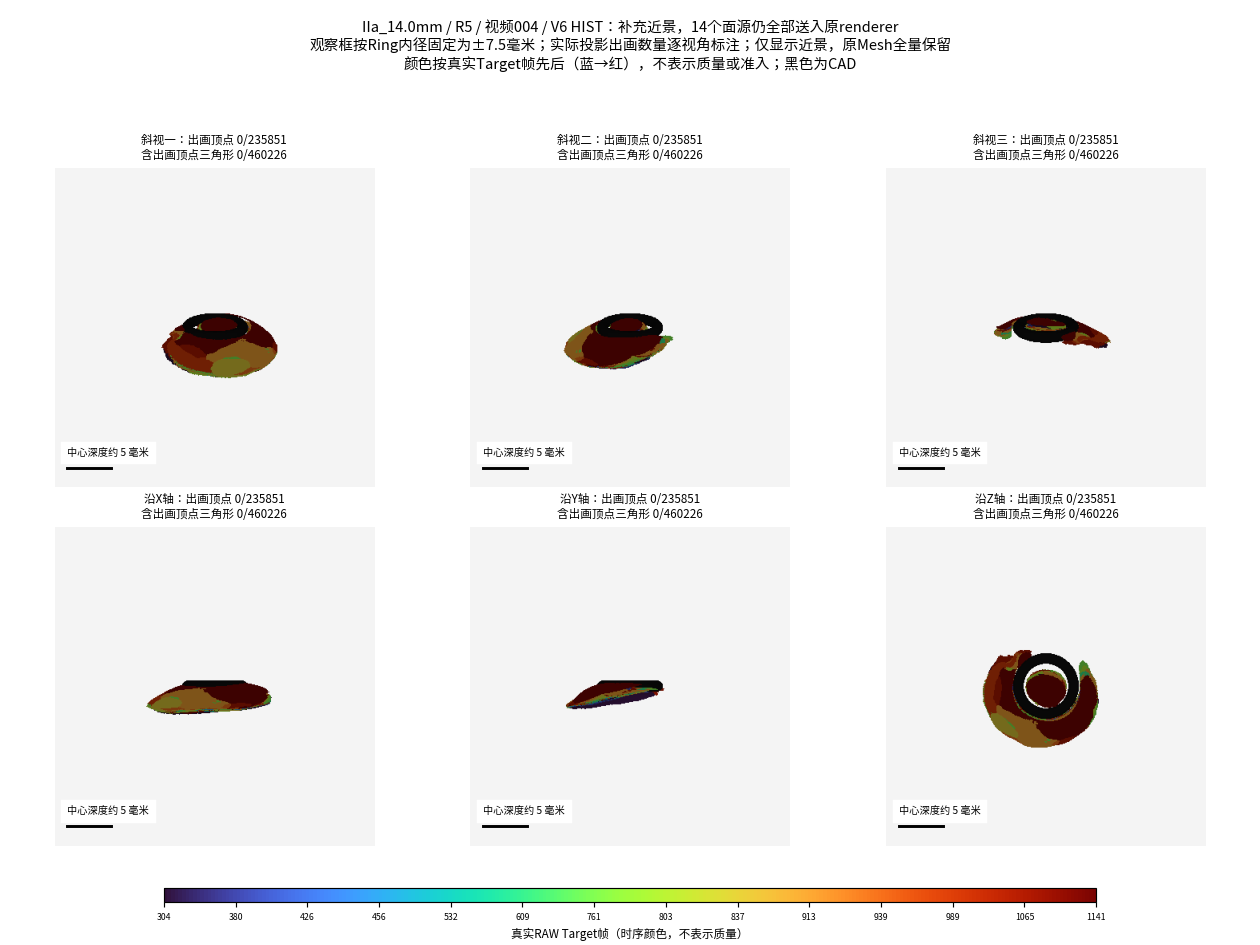 IIa_14.0mm / R5 / 视频004 / V6 HIST：补充近景，14个面源仍全部送入原renderer
观察框按Ring内径固定为±7.5毫米；实际投影出画数量逐视角标注；仅显示近景，原Mesh全量保留
颜色按真实Target帧先后（蓝→红），不表示质量或准入；黑色为CAD
斜视一：出画顶点 0/235851
含出画顶点三角形 0/460226
斜视二：出画顶点 0/235851
含出画顶点三角形 0/460226
斜视三：出画顶点 0/235851
含出画顶点三角形 0/460226
中心深度约 5 毫米
中心深度约 5 毫米
中心深度约 5 毫米
沿X轴：出画顶点 0/235851
含出画顶点三角形 0/460226
沿Y轴：出画顶点 0/235851
含出画顶点三角形 0/460226
沿Z轴：出画顶点 0/235851
含出画顶点三角形 0/460226
中心深度约 5 毫米
中心深度约 5 毫米
中心深度约 5 毫米
304 380 426 456 532 609 761 803 837 913 939 989 1065 1141
真实RAW Target帧（时序颜色，不表示质量）